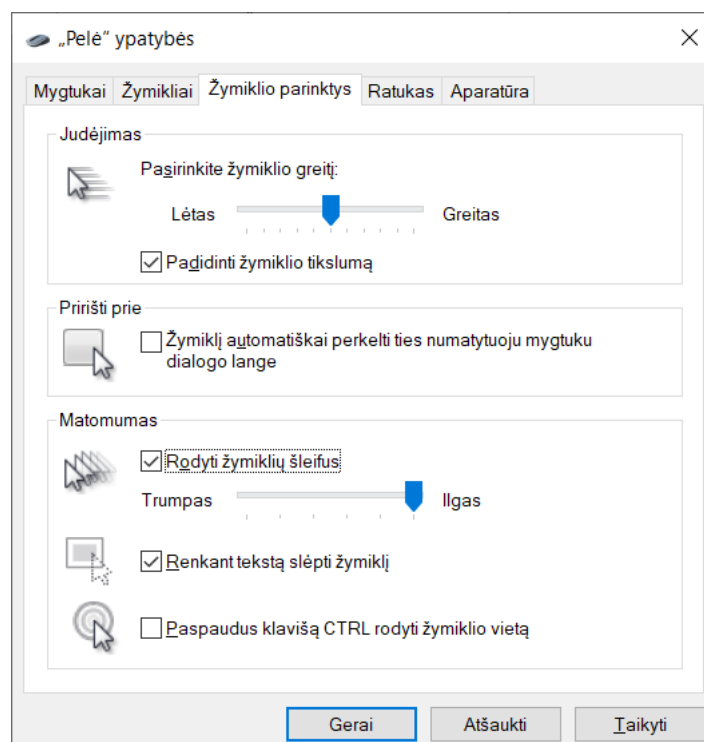 „Pelė“ ypatybės
Mygtukai Žymikliai Žymiklio parinktys Ratukas Aparatūra
Judėjimas
Pasirinkite žymiklio greitį:
Lėtas Greitas
Padidinti žymiklio tikslumą
Pririšti prie
Žymiklį automatiškai perkelti ties numatytuoju mygtuku
dialogo lange
Matomumas
Rodyti žymiklių šleifus
Trumpas Ilgas
Renkant tekstą slėpti žymiklį
Paspaudus klavišą CTRL rodyti žymiklio vietą
Gerai Atšaukti Taikyti